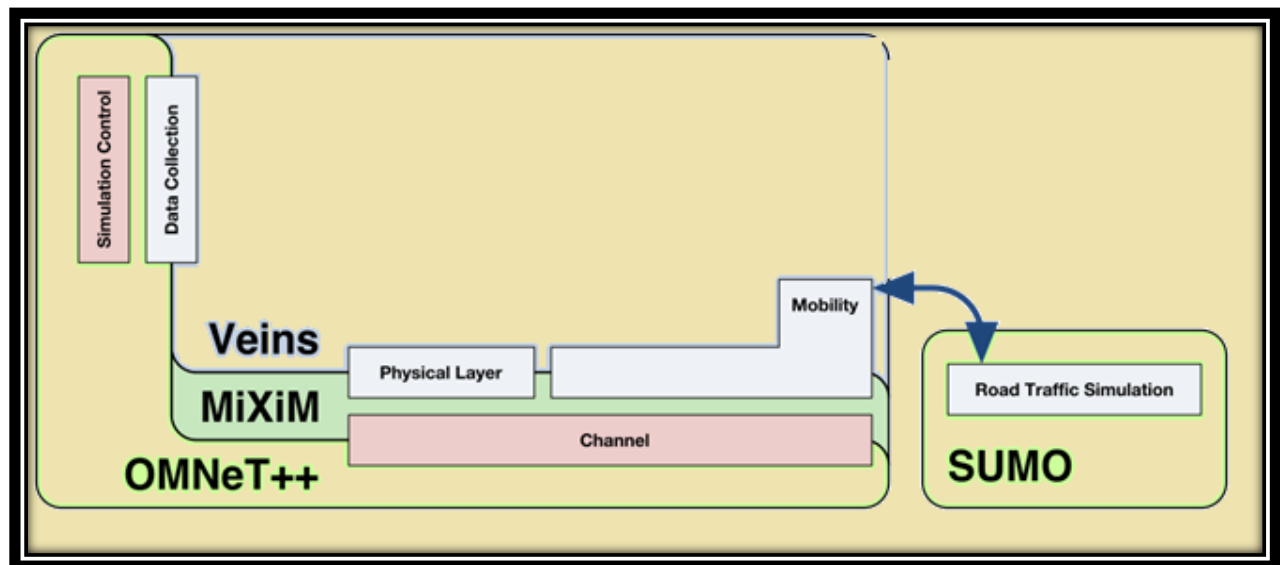 Simulation Control
Data Collection
Veins
Mobility
Physical Layer
MiXiM
Channel
OMNeT++
Road Traffic Simulation
SUMO